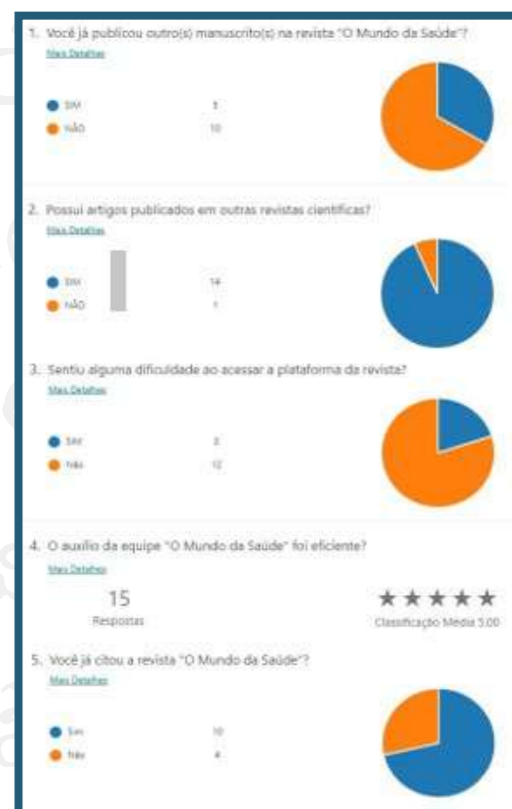 1. Você já publicou outro(s) manuscrito(s) na revista "O Mundo da Saúde"?
Mais Detalhes
SIM 5
NÃO 10
2. Possui artigos publicados em outras revistas científicas?
Mais Detalhes
SIM 14
NÃO 1
3. Sentiu alguma dificuldade ao acessar a plataforma da revista?
Mais Detalhes
SIM 3
Não 12
4. O auxílio da equipe "O Mundo da Saúde" foi eficiente?
Mais Detalhes
15
Respostas
Classificação Média 5.00
5. Você já citou a revista "O Mundo da Saúde"?
Mais Detalhes
Sim 10
Não 4